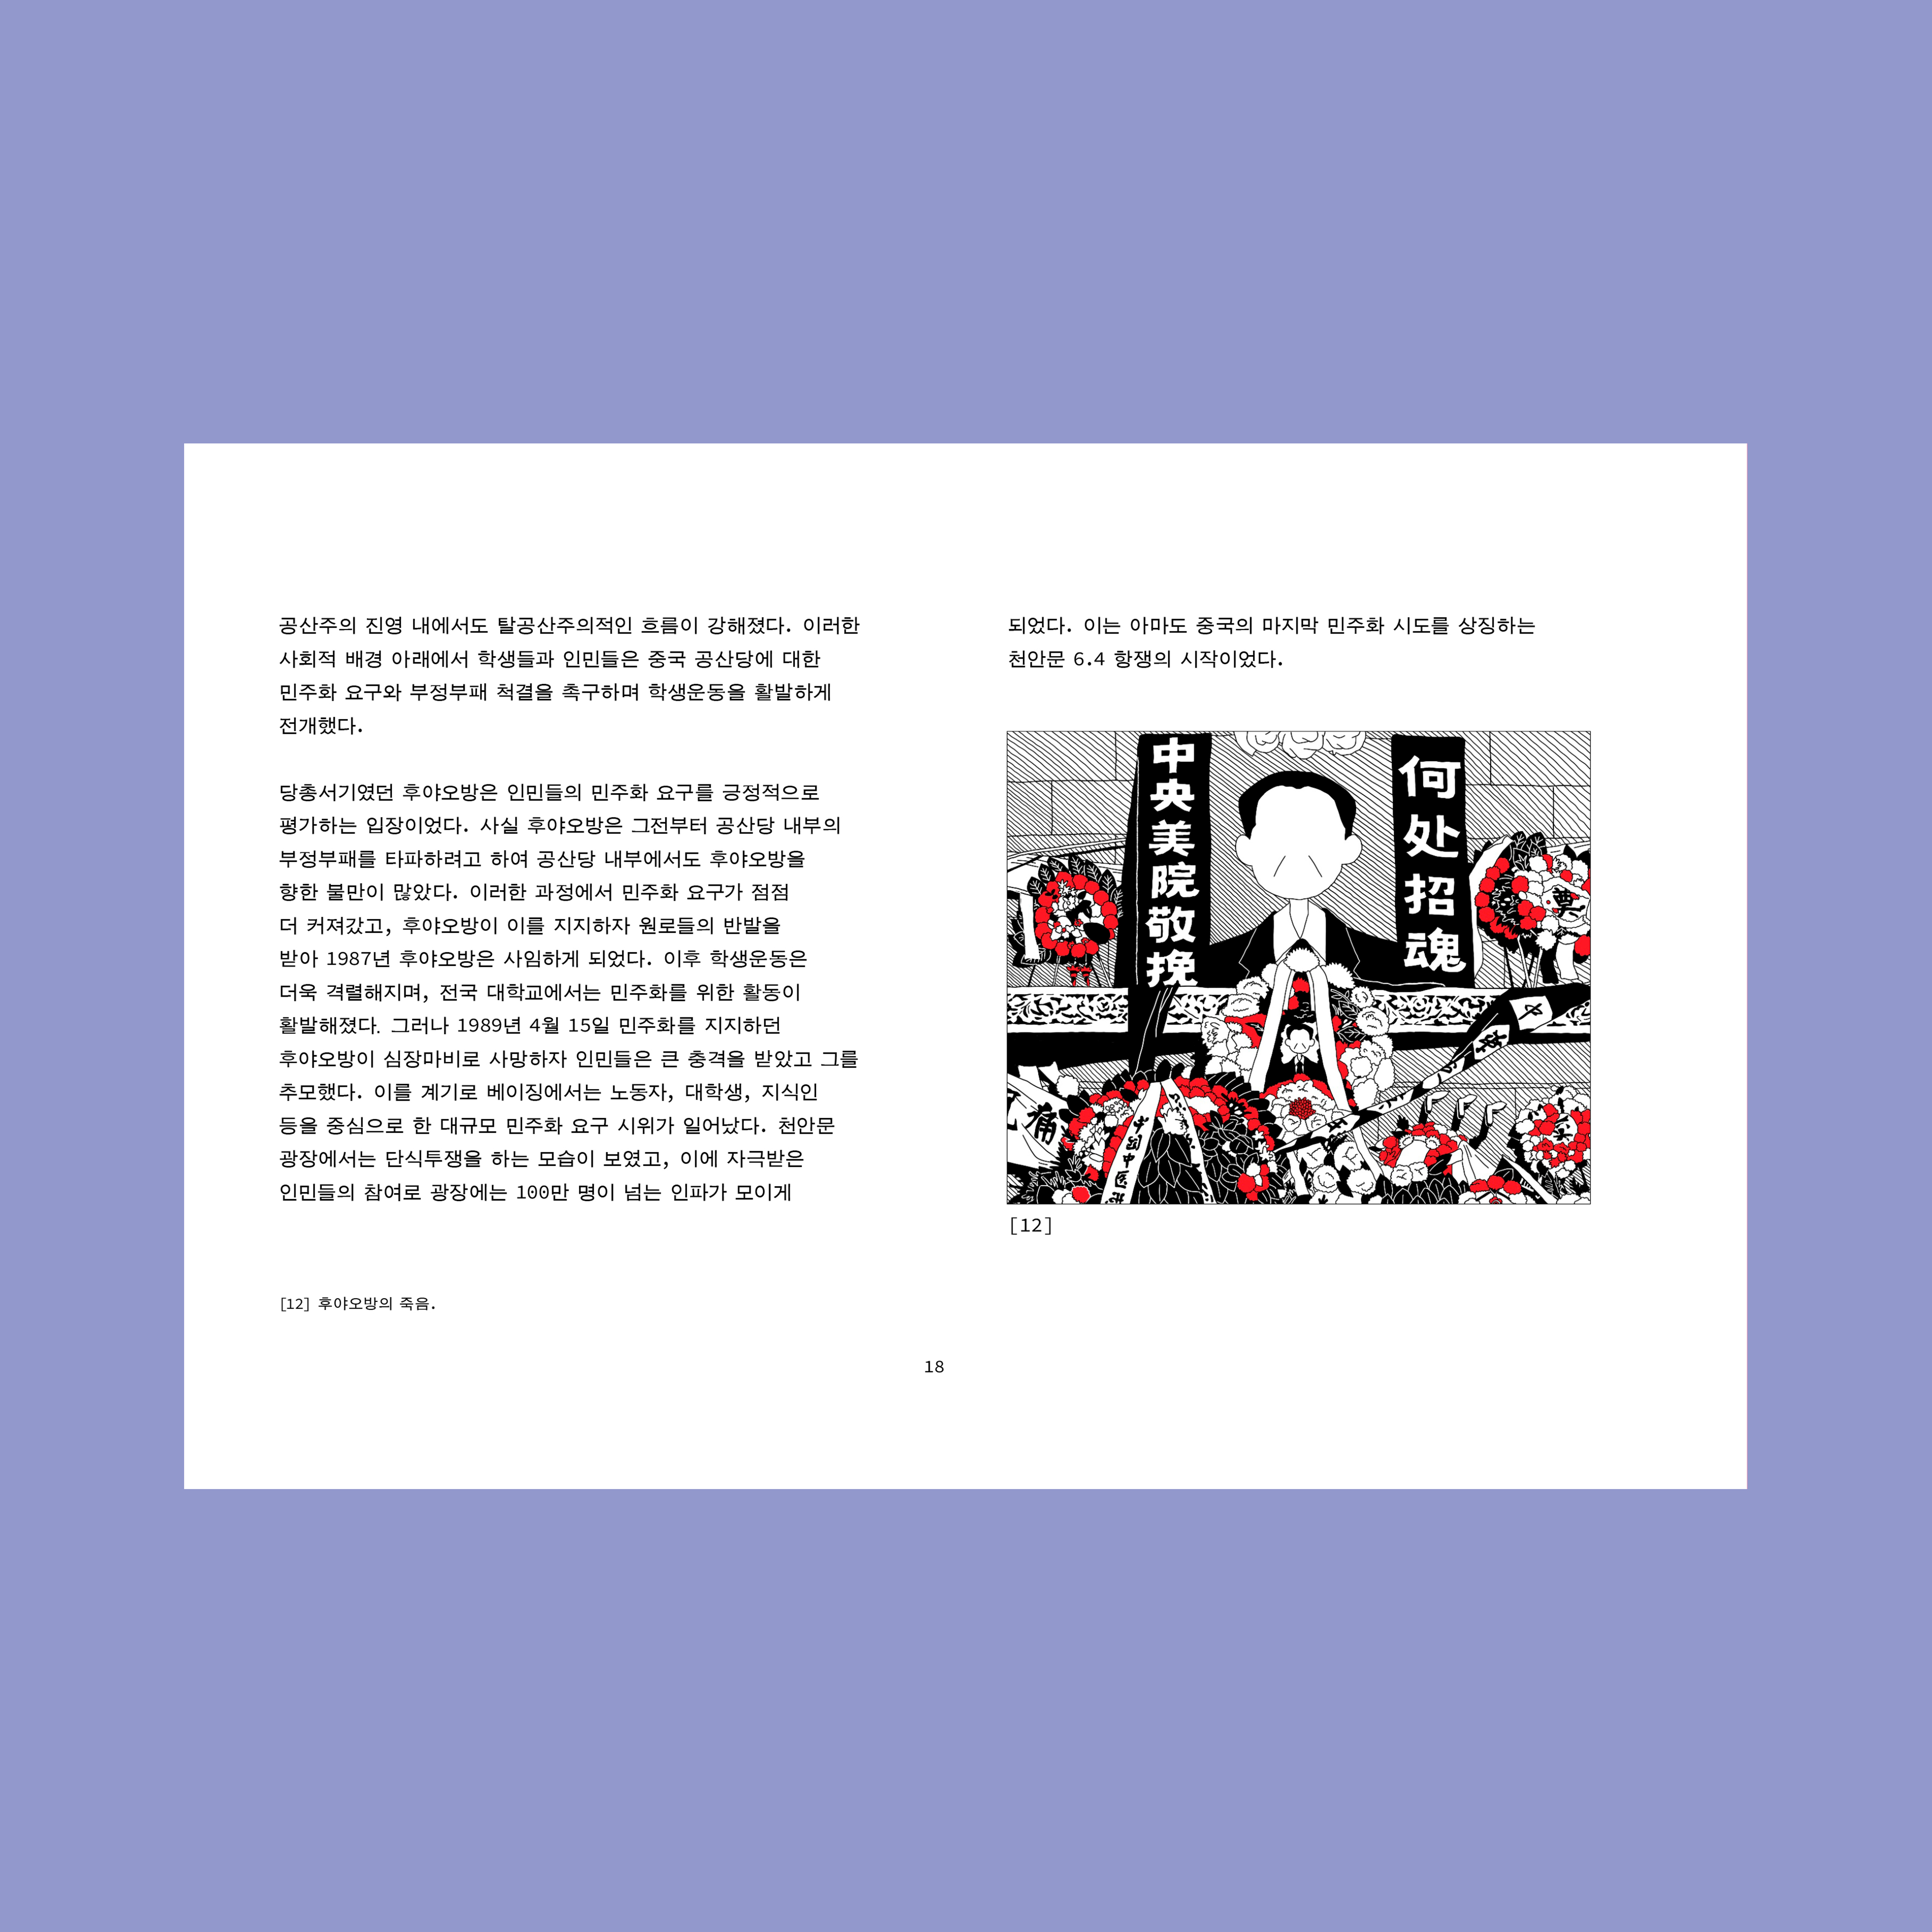 공산주의 진영 내에서도 탈공산주의적인 흐름이 강해졌다. 이러한
사회적 배경 아래에서 학생들과 인민들은 중국 공산당에 대한
민주화 요구와 부정부패 척결을 촉구하며 학생운동을 활발하게
전개했다.
당총서기였던 후야오방은 인민들의 민주화 요구를 긍정적으로
평가하는 입장이었다. 사실 후야오방은 그전부터 공산당 내부의
부정부패를 타파하려고 하여 공산당 내부에서도 후야오방을
향한 불만이 많았다. 이러한 과정에서 민주화 요구가 점점
더 커져갔고, 후야오방이 이를 지지하자 원로들의 반발을
받아 1987년 후야오방은 사임하게 되었다. 이후 학생운동은
더욱 격렬해지며, 전국 대학교에서는 민주화를 위한 활동이
활발해졌다. 그러나 1989년 4월 15일 민주화를 지지하던
후야오방이 심장마비로 사망하자 인민들은 큰 충격을 받았고 그를
추모했다. 이를 계기로 베이징에서는 노동자, 대학생, 지식인
등을 중심으로 한 대규모 민주화 요구 시위가 일어났다. 천안문
광장에서는 단식투쟁을 하는 모습이 보였고, 이에 자극받은
인민들의 참여로 광장에는 100만 명이 넘는 인파가 모이게
[12] 후야오방의 죽음.
되었다. 이는 아마도 중국의 마지막 민주화 시도를 상징하는
천안문 6.4 항쟁의 시작이었다.
中央美院敬挽
何处招魂
奠
痛
[12]
18